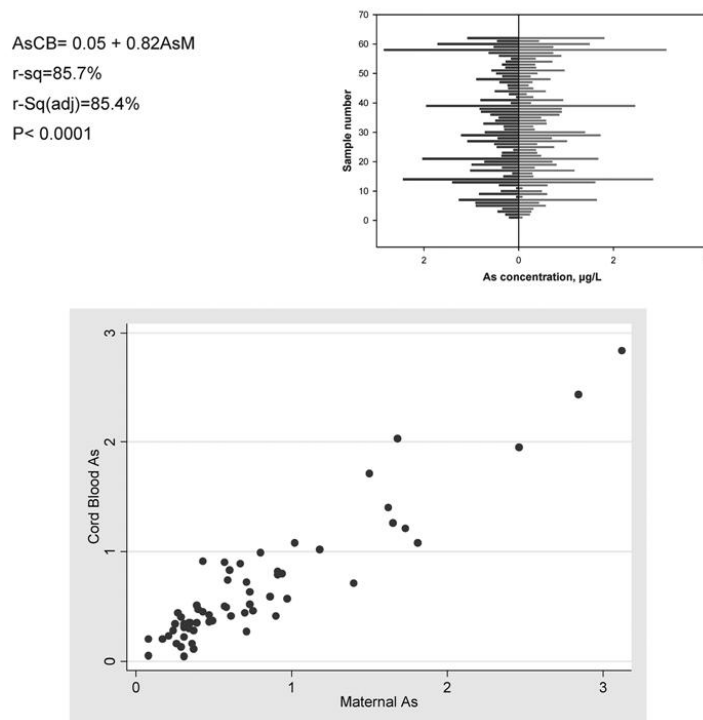 AsCB= 0.05 + 0.82AsM
r-sq=85.7%
r-Sq(adj)=85.4%
P< 0.0001
70
60
50
40
30
20
10
0
Sample number
2
0
2
As concentration, µg/L
3
2
1
0
Cord Blood As
0
1
2
3
Maternal As